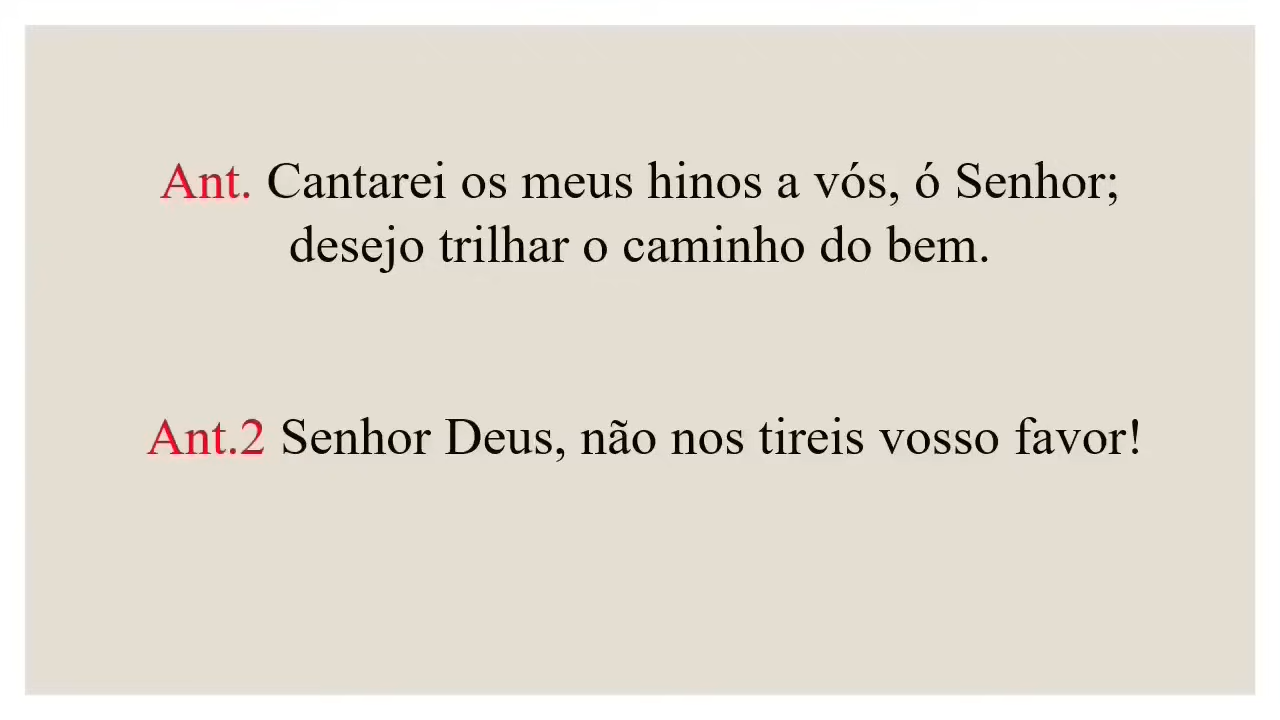 Ant. Cantarei os meus hinos a vós, ó Senhor;
desejo trilhar o caminho do bem.
Ant.2 Senhor Deus, não nos tireis vosso favor!